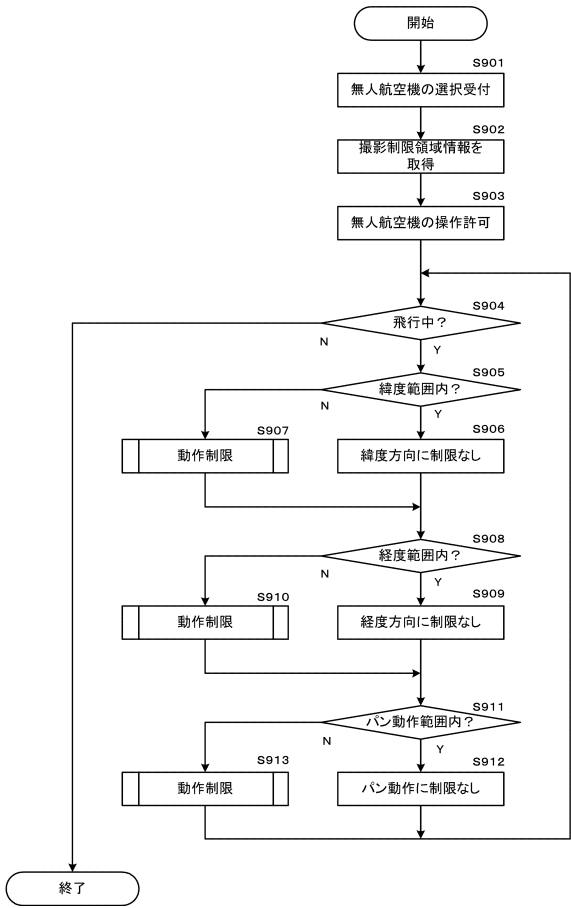 開始
S901
無人航空機の選択受付
S902
撮影制限領域情報を
取得
S903
無人航空機の操作許可
S904
飛行中？
N
Y
S905
緯度範囲内？
N
Y
S907
動作制限
S906
緯度方向に制限なし
S908
経度範囲内？
N
Y
S910
動作制限
S909
経度方向に制限なし
S911
パン動作範囲内？
N
Y
S913
動作制限
S912
パン動作に制限なし
終了